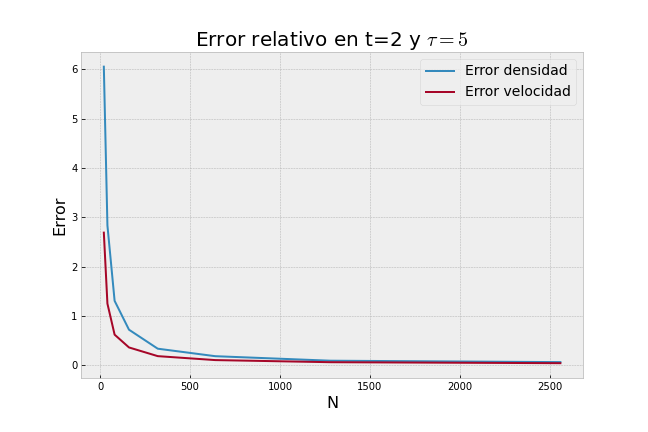 Error relativo en t=2 y τ = 5
Error densidad
Error velocidad
Error
6
5
4
3
2
1
0
0
500
1000
1500
2000
2500
N